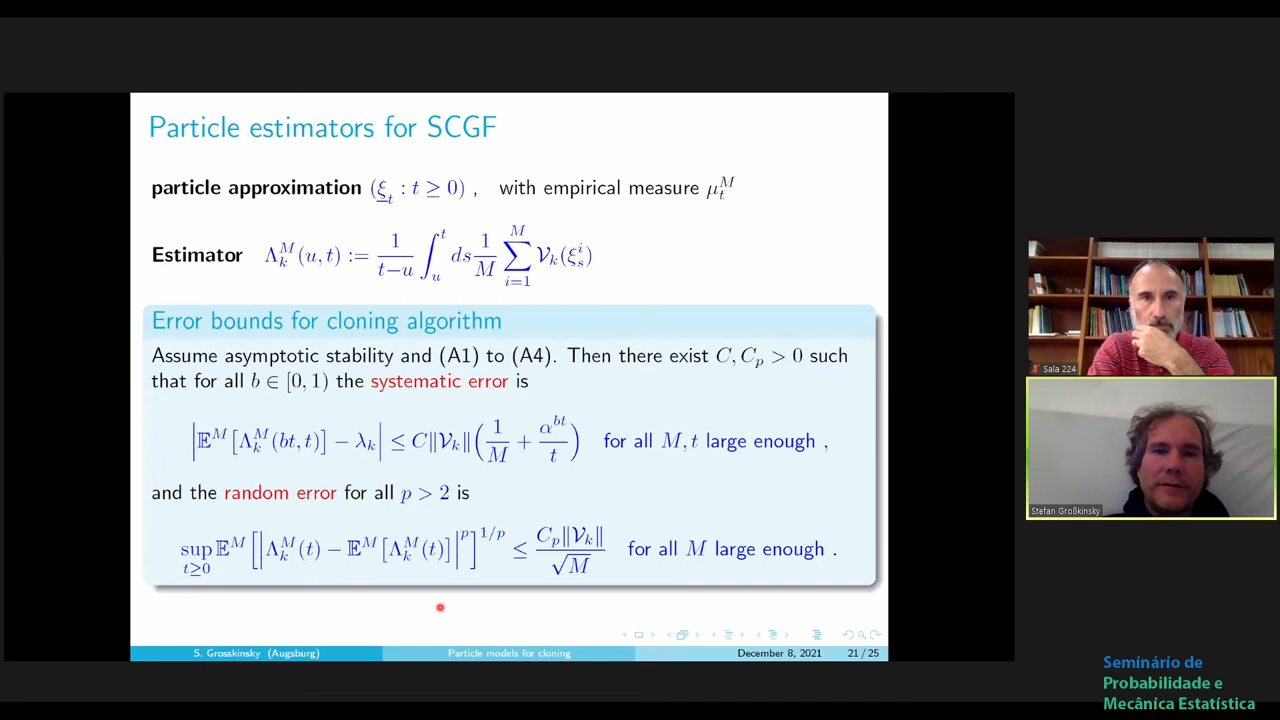 Particle estimators for SCGF
particle approximation (ξ_t : t ≥ 0) , with empirical measure μ_t^M
Estimator Λ_k^M(u, t) := 1/(t−u) ∫_u^t ds 1/M ∑_{i=1}^M 𝒱_k(ξ_s^i)
Error bounds for cloning algorithm
Assume asymptotic stability and (A1) to (A4). Then there exist C, C_p > 0 such
that for all b ∈ [0, 1) the systematic error is
|𝔼^M[Λ_k^M(bt, t)] − λ_k| ≤ C‖𝒱_k‖(1/M + α^{bt}/t) for all M, t large enough ,
and the random error for all p > 2 is
sup_{t≥0} 𝔼^M[|Λ_k^M(t) − 𝔼^M[Λ_k^M(t)]|^p]^{1/p} ≤ C_p‖𝒱_k‖/√M for all M large enough .
S. Grosskinsky (Augsburg)
Particle models for cloning
December 8, 2021
21 / 25
Sala 224
Stefan Großkinsky
Seminário de
Probabilidade e
Mecânica Estatística